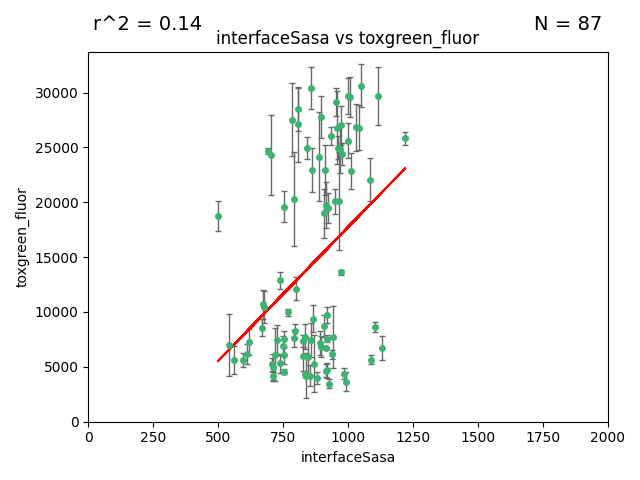 r^2 = 0.14
N = 87
interfaceSasa vs toxgreen_fluor
toxgreen_fluor
30000
25000
20000
15000
10000
5000
0
0 250 500 750 1000 1250 1500 1750 2000
interfaceSasa